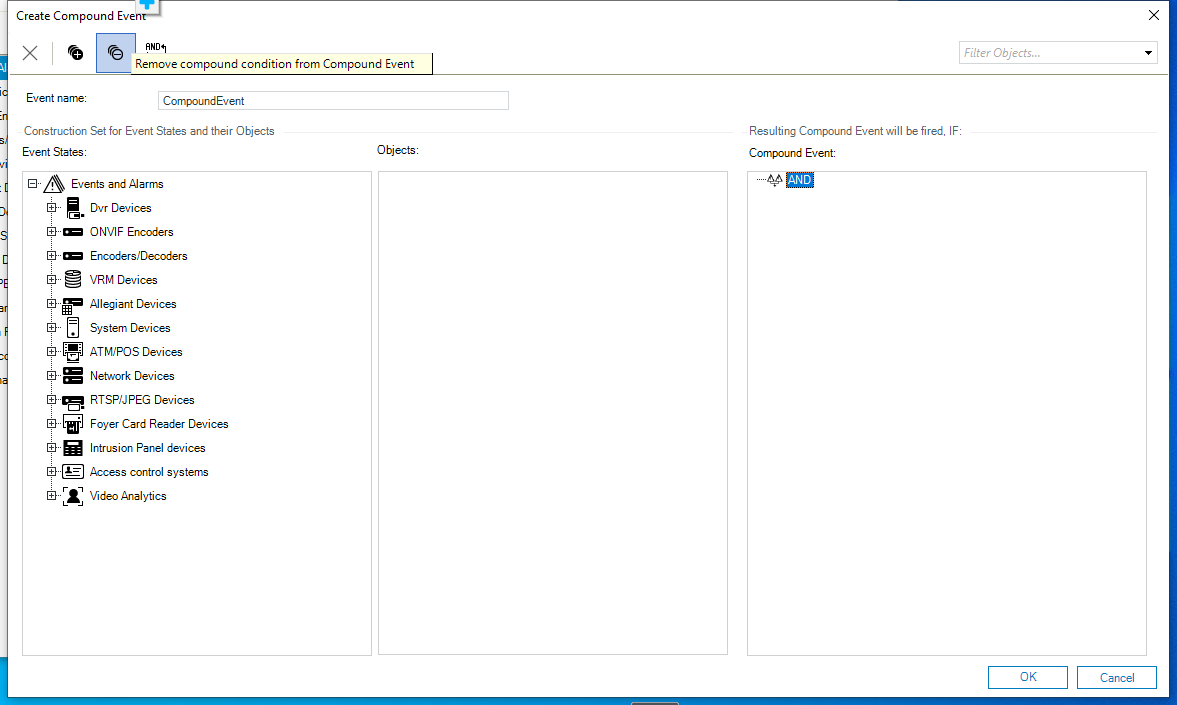 Create Compound Event
AND
Remove compound condition from Compound Event
Filter Objects...
Event name:
CompoundEvent
Construction Set for Event States and their Objects
Resulting Compound Event will be fired, IF:
Event States:
Objects:
Compound Event:
Events and Alarms
AND
Dvr Devices
ONVIF Encoders
Encoders/Decoders
VRM Devices
Allegiant Devices
System Devices
ATM/POS Devices
Network Devices
RTSP/JPEG Devices
Foyer Card Reader Devices
Intrusion Panel devices
Access control systems
Video Analytics
OK
Cancel